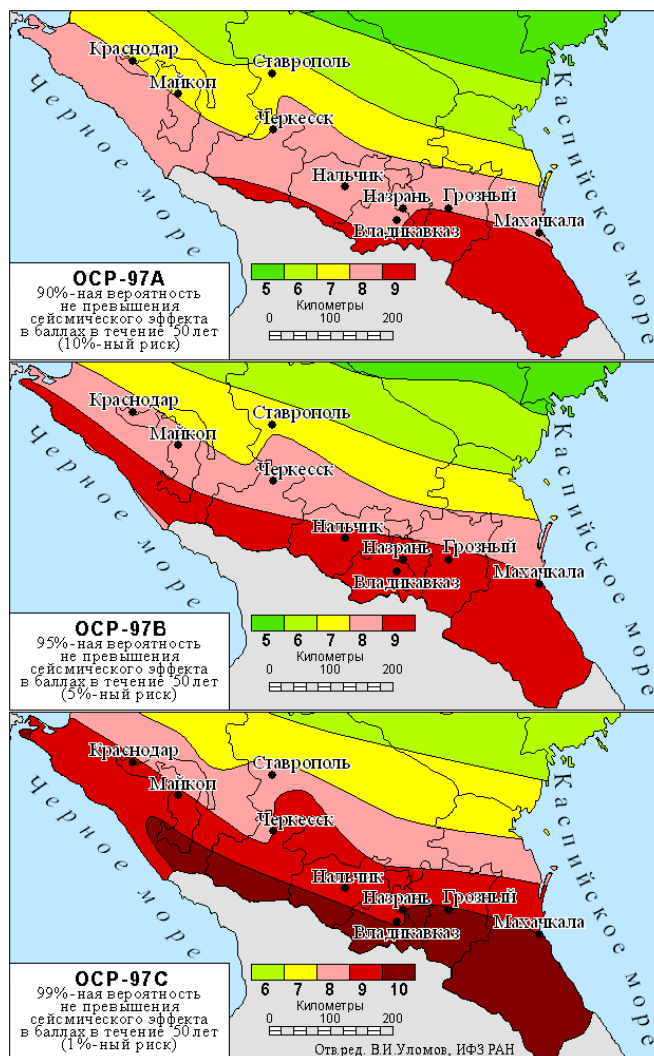 Краснодар
Ставрополь
Майкоп
Черкесск
Нальчик
Назрань
Грозный
Владикавказ
Махачкала
Черное море
Каспийское море
ОСР-97А
90%-ная вероятность
не превышения
сейсмического эффекта
в баллах в течение 50 лет
(10%-ный риск)
5 6 7 8 9
Километры
0 100 200
Краснодар
Ставрополь
Майкоп
Черкесск
Нальчик
Назрань
Грозный
Владикавказ
Махачкала
Черное море
Каспийское море
ОСР-97В
95%-ная вероятность
не превышения
сейсмического эффекта
в баллах в течение 50 лет
(5%-ный риск)
5 6 7 8 9
Километры
0 100 200
Краснодар
Ставрополь
Майкоп
Черкесск
Нальчик
Назрань
Грозный
Владикавказ
Махачкала
Черное море
Каспийское море
ОСР-97С
99%-ная вероятность
не превышения
сейсмического эффекта
в баллах в течение 50 лет
(1%-ный риск)
6 7 8 9 10
Километры
0 100 200
Отв.ред. В.И.Уломов, ИФЗ РАН